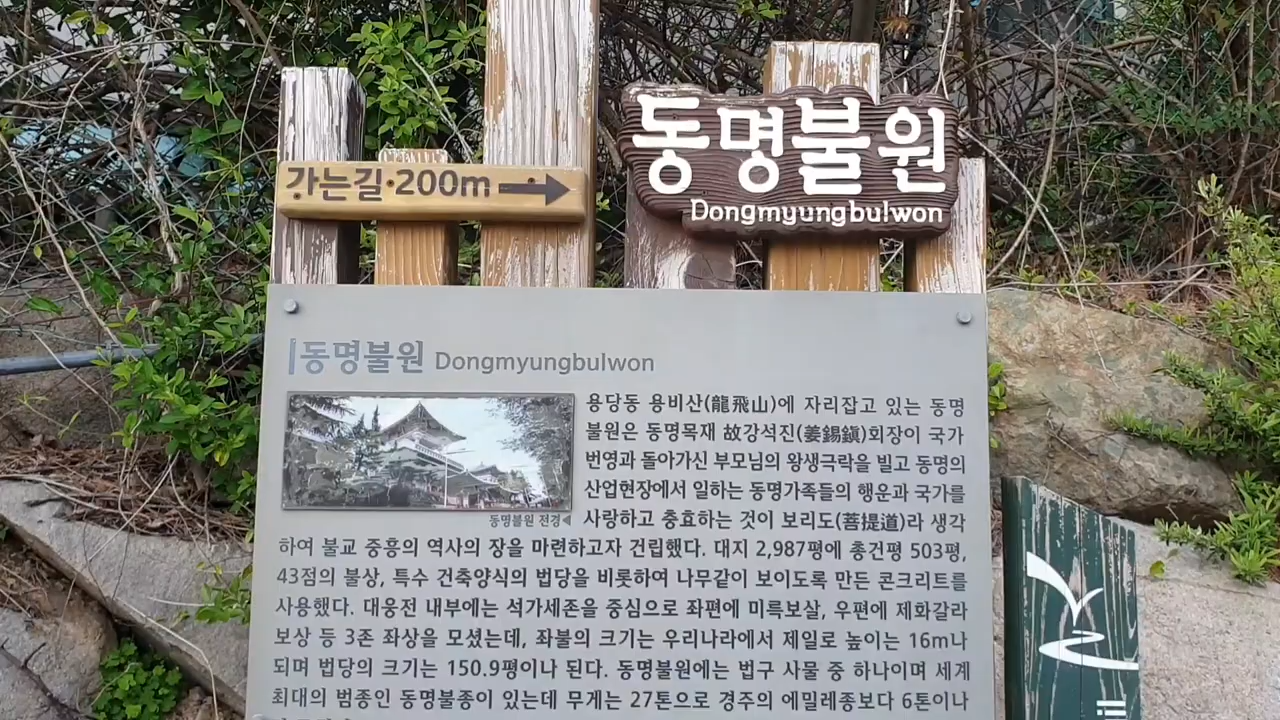 가는길·200m
동명불원
Dongmyungbulwon
동명불원 Dongmyungbulwon
용당동 용비산(龍飛山)에 자리잡고 있는 동명
불원은 동명목재 故강석진(姜錫鎭)회장이 국가
번영과 돌아가신 부모님의 왕생극락을 빌고 동명의
산업현장에서 일하는 동명가족들의 행운과 국가를
사랑하고 충효하는 것이 보리도(菩提道)라 생각
동명불원 전경◀
하여 불교 중흥의 역사의 장을 마련하고자 건립했다. 대지 2,987평에 총건평 503평,
43점의 불상, 특수 건축양식의 법당을 비롯하여 나무같이 보이도록 만든 콘크리트를
사용했다. 대웅전 내부에는 석가세존을 중심으로 좌편에 미륵보살, 우편에 제화갈라
보상 등 3존 좌상을 모셨는데, 좌불의 크기는 우리나라에서 제일로 높이는 16m나
되며 법당의 크기는 150.9평이나 된다. 동명불원에는 법구 사물 중 하나이며 세계
최대의 범종인 동명불종이 있는데 무게는 27톤으로 경주의 에밀레종보다 6톤이나